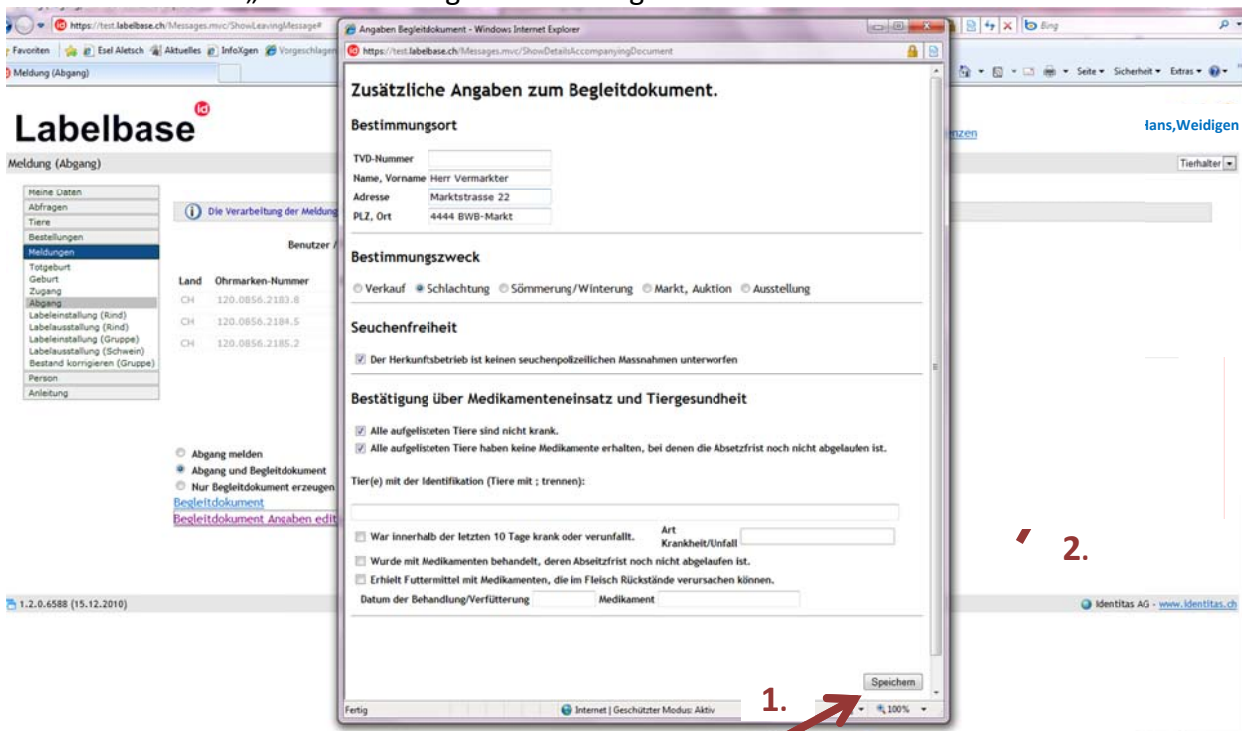 https://test.labelbase.ch/Messages.mvc/ShowLeavingMessage#
Bing
Favoriten Esel Aletsch Aktuelles InfoXgen Vorgeschlagen
Seite Sicherheit Extras
Meldung (Abgang)
Labelbase
id
Hans,Weidigen
nzen
Meldung (Abgang)
Tierhalter
Meine Daten
Abfragen
Tiere
Bestellungen
Meldungen
Totgeburt
Geburt
Zugang
Abgang
Labeleinstallung (Rind)
Labelausstallung (Rind)
Labeleinstallung (Gruppe)
Labelausstallung (Schwein)
Bestand korrigieren (Gruppe)
Person
Anleitung
Die Verarbeitung der Meldung
Benutzer /
Land Ohrmarken-Nummer
CH 120.0856.2183.8
CH 120.0856.2184.5
CH 120.0856.2185.2
Abgang melden
Abgang und Begleitdokument
Nur Begleitdokument erzeugen
Begleitdokument
Begleitdokument Angaben edit
1.2.0.6588 (15.12.2010)
Identitas AG - www.identitas.ch
Angaben Begleitdokument - Windows Internet Explorer
https://test.labelbase.ch/Messages.mvc/ShowDetailsAccompanyingDocument
Zusätzliche Angaben zum Begleitdokument.
Bestimmungsort
TVD-Nummer
Name, Vorname Herr Vermarkter
Adresse Marktstrasse 22
PLZ, Ort 4444 BWB-Markt
Bestimmungszweck
Verkauf Schlachtung Sömmerung/Winterung Markt, Auktion Ausstellung
Seuchenfreiheit
Der Herkunftsbetrieb ist keinen seuchenpolizeilichen Massnahmen unterworfen
Bestätigung über Medikamenteneinsatz und Tiergesundheit
Alle aufgelisteten Tiere sind nicht krank.
Alle aufgelisteten Tiere haben keine Medikamente erhalten, bei denen die Absetzfrist noch nicht abgelaufen ist.
Tier(e) mit der Identifikation (Tiere mit ; trennen):
War innerhalb der letzten 10 Tage krank oder verunfallt. Art Krankheit/Unfall
Wurde mit Medikamenten behandelt, deren Abseitzfrist noch nicht abgelaufen ist.
Erhielt Futtermittel mit Medikamenten, die im Fleisch Rückstände verursachen können.
Datum der Behandlung/Verfütterung Medikament
Speichern
Fertig Internet | Geschützter Modus: Aktiv 100%
1.
2.